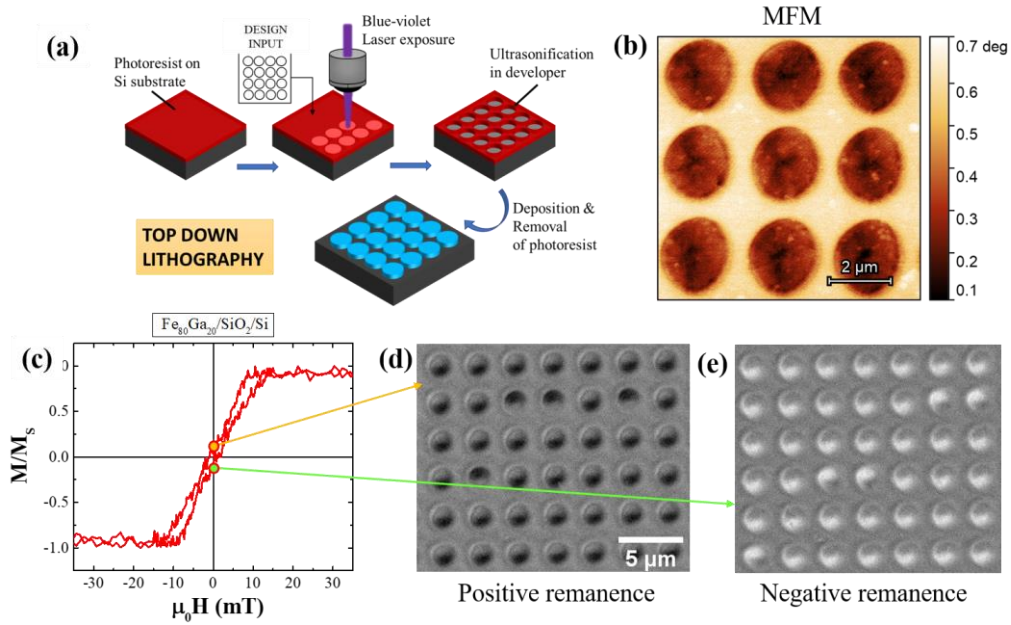 (a)
DESIGN
INPUT
Blue-violet
Laser exposure
Photoresist on
Si substrate
Ultrasonification
in developer
Deposition &
Removal
of photoresist
TOP DOWN
LITHOGRAPHY
MFM
(b)
0.7 deg
0.6
0.5
0.4
0.3
0.2
0.1
2 µm
Fe80Ga20/SiO2/Si
(c)
0.5
0.0
-0.5
-1.0
M/Ms
-30 -20 -10 0 10 20 30
µ0H (mT)
(d)
5 µm
Positive remanence
(e)
Negative remanence